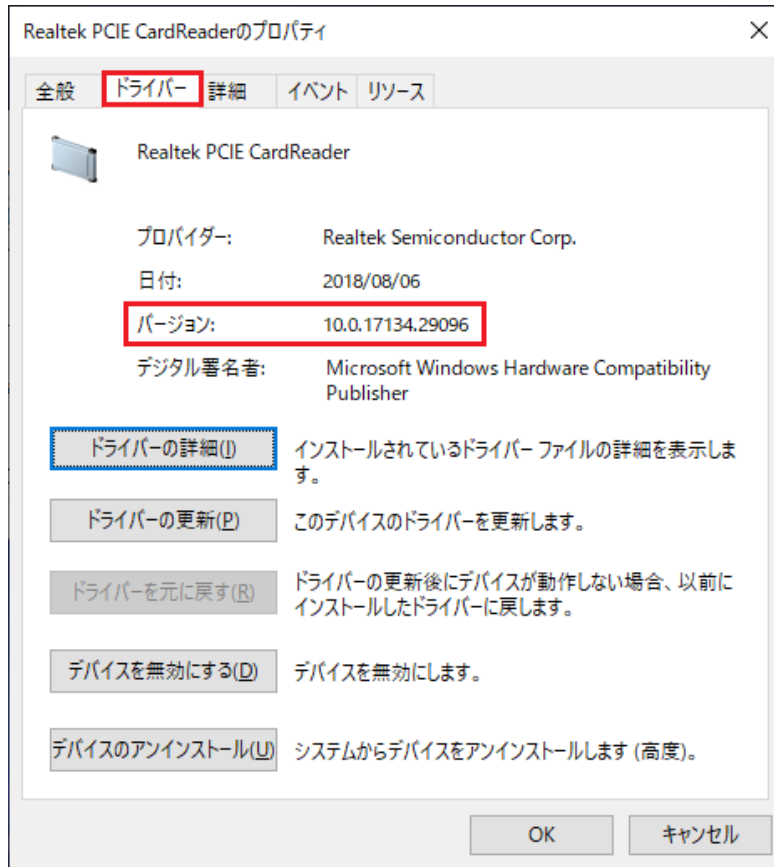 Realtek PCIE CardReaderのプロパティ
全般 ドライバー 詳細 イベント リソース
Realtek PCIE CardReader
プロバイダー: Realtek Semiconductor Corp.
日付: 2018/08/06
バージョン: 10.0.17134.29096
デジタル署名者: Microsoft Windows Hardware Compatibility
Publisher
ドライバーの詳細(I) インストールされているドライバー ファイルの詳細を表示しま
す。
ドライバーの更新(P) このデバイスのドライバーを更新します。
ドライバーを元に戻す(R) ドライバーの更新後にデバイスが動作しない場合、以前に
インストールしたドライバーに戻します。
デバイスを無効にする(D) デバイスを無効にします。
デバイスのアンインストール(U) システムからデバイスをアンインストールします (高度)。
OK キャンセル